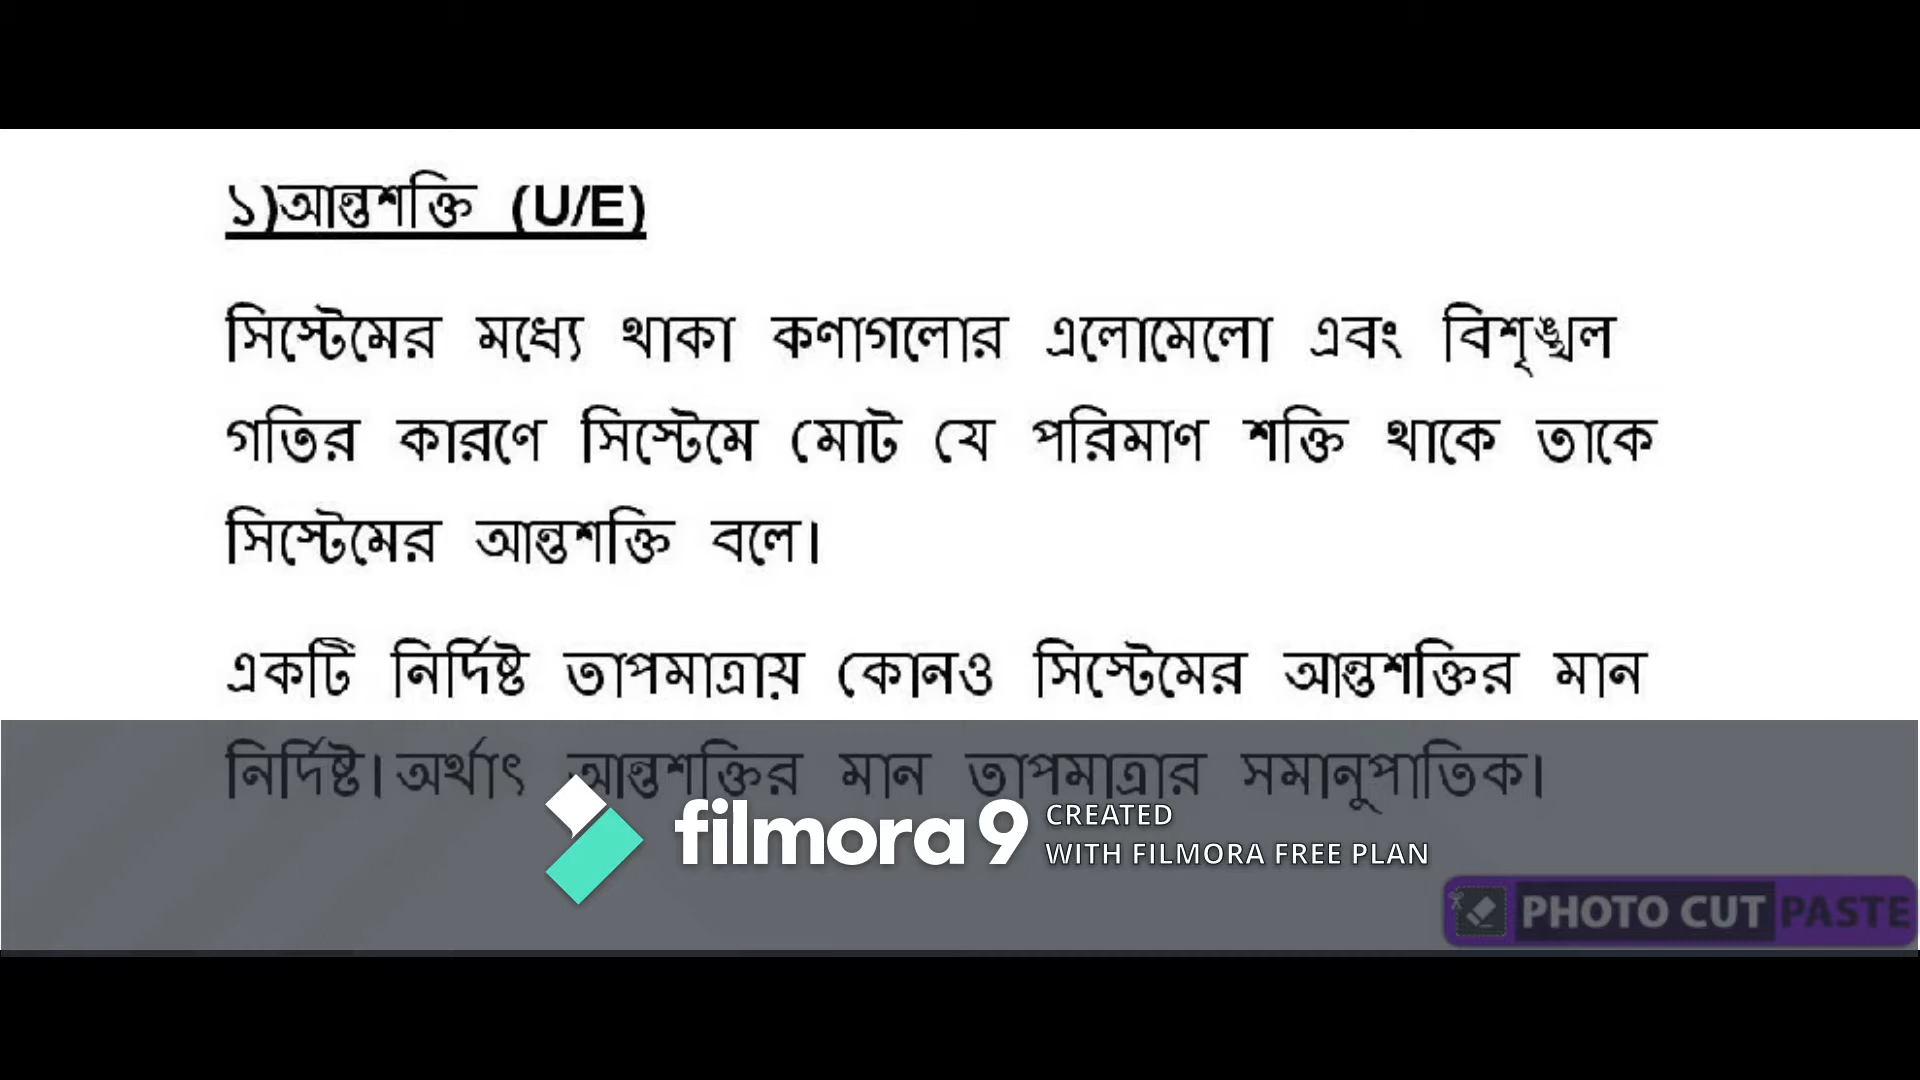 ১)আন্তশক্তি (U/E)
সিস্টেমের মধ্যে থাকা কণাগলোর এলোমেলো এবং বিশৃঙ্খল
গতির কারণে সিস্টেমে মোট যে পরিমাণ শক্তি থাকে তাকে
সিস্টেমের আন্তশক্তি বলে।
একটি নির্দিষ্ট তাপমাত্রায় কোনও সিস্টেমের আন্তশক্তির মান
নির্দিষ্ট। অর্থাৎ আন্তশক্তির মান তাপমাত্রার সমানুপাতিক।
filmora9 CREATED
WITH FILMORA FREE PLAN
PHOTO CUT PASTE